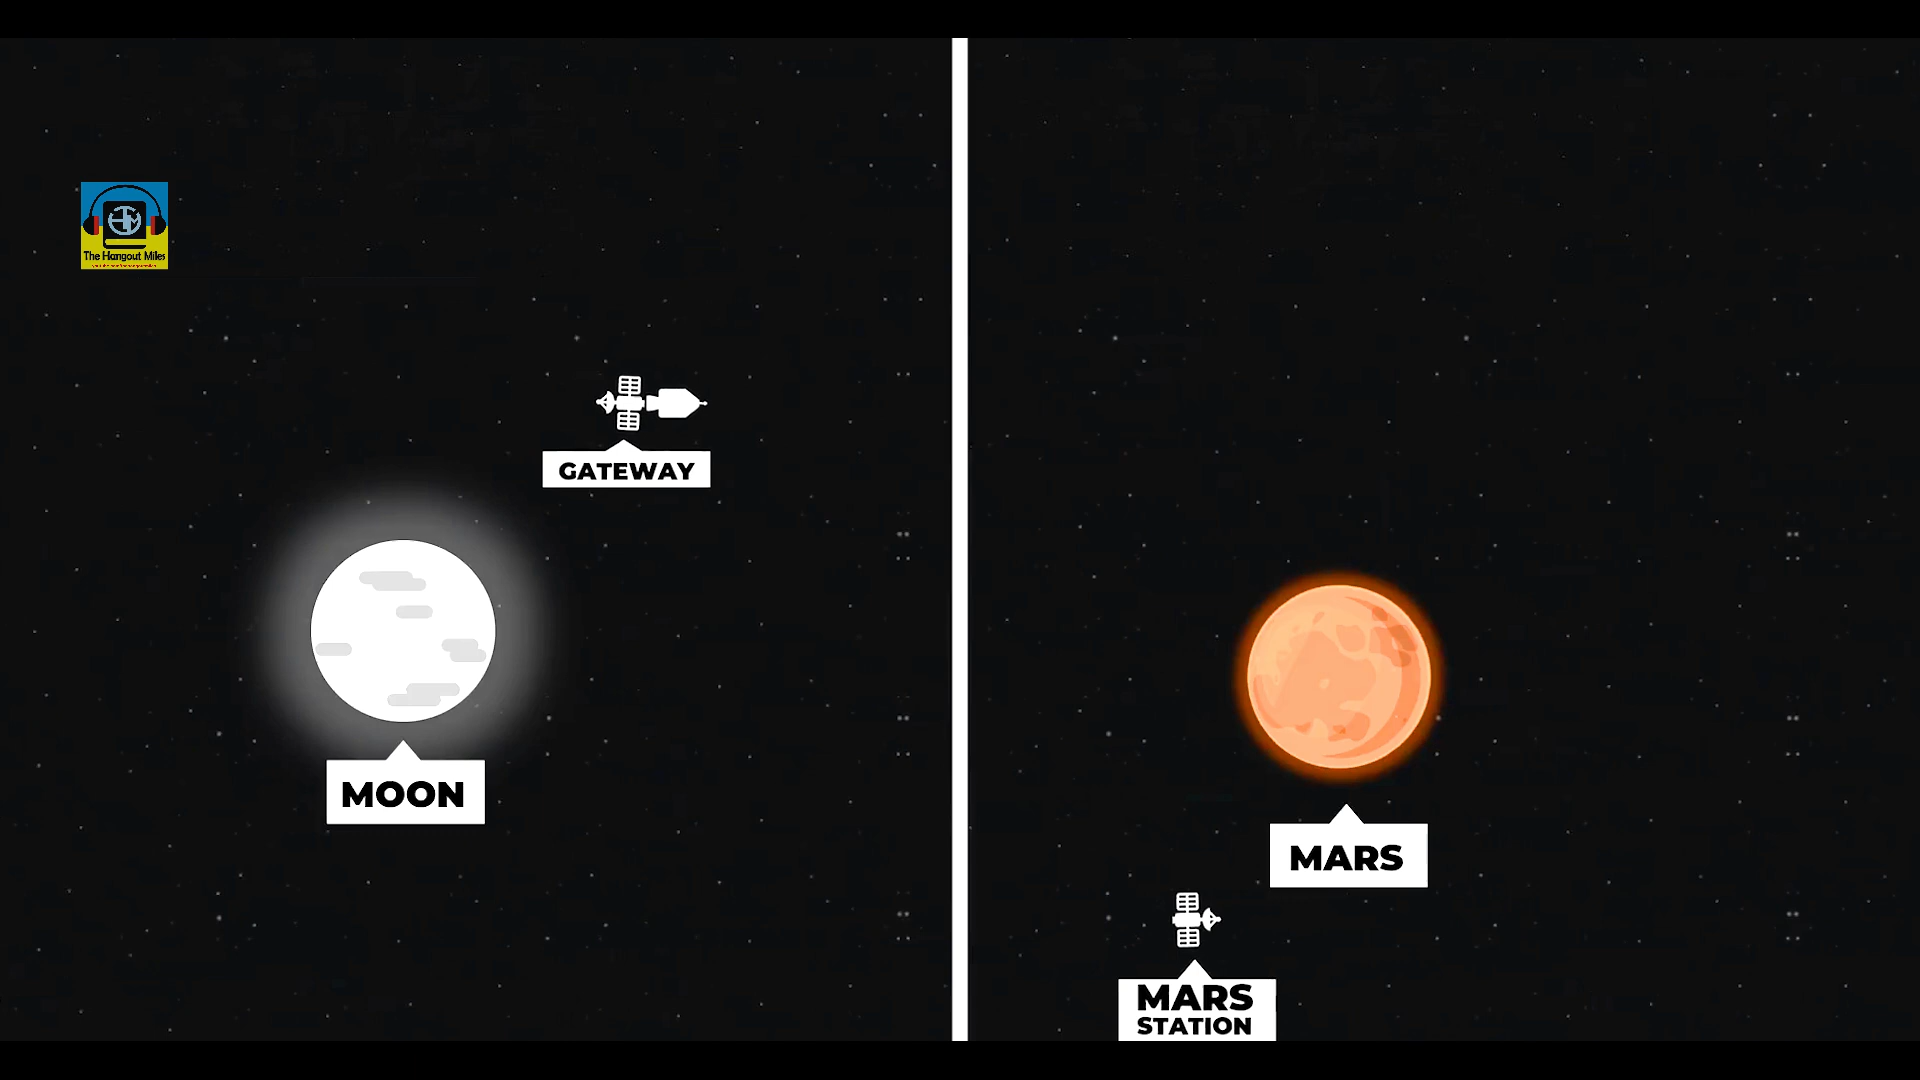 The Hangout Miles
GATEWAY
MOON
MARS
MARS
STATION